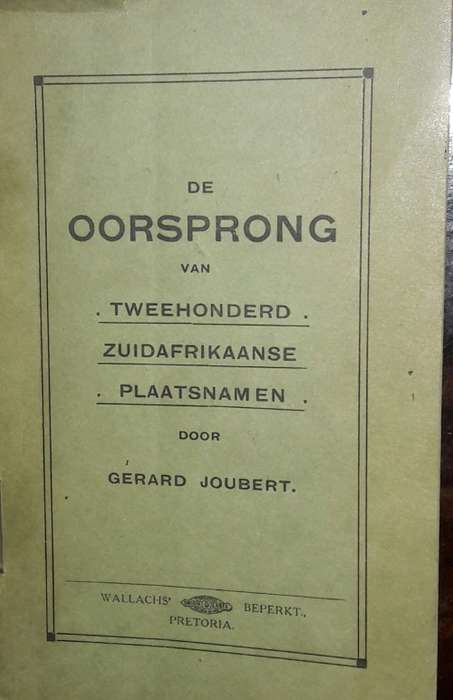 DE
OORSPRONG
VAN
. TWEEHONDERD .
ZUIDAFRIKAANSE
. PLAATSNAMEN .
DOOR
GERARD JOUBERT.
WALLACHS' BEPERKT.,
PRETORIA.